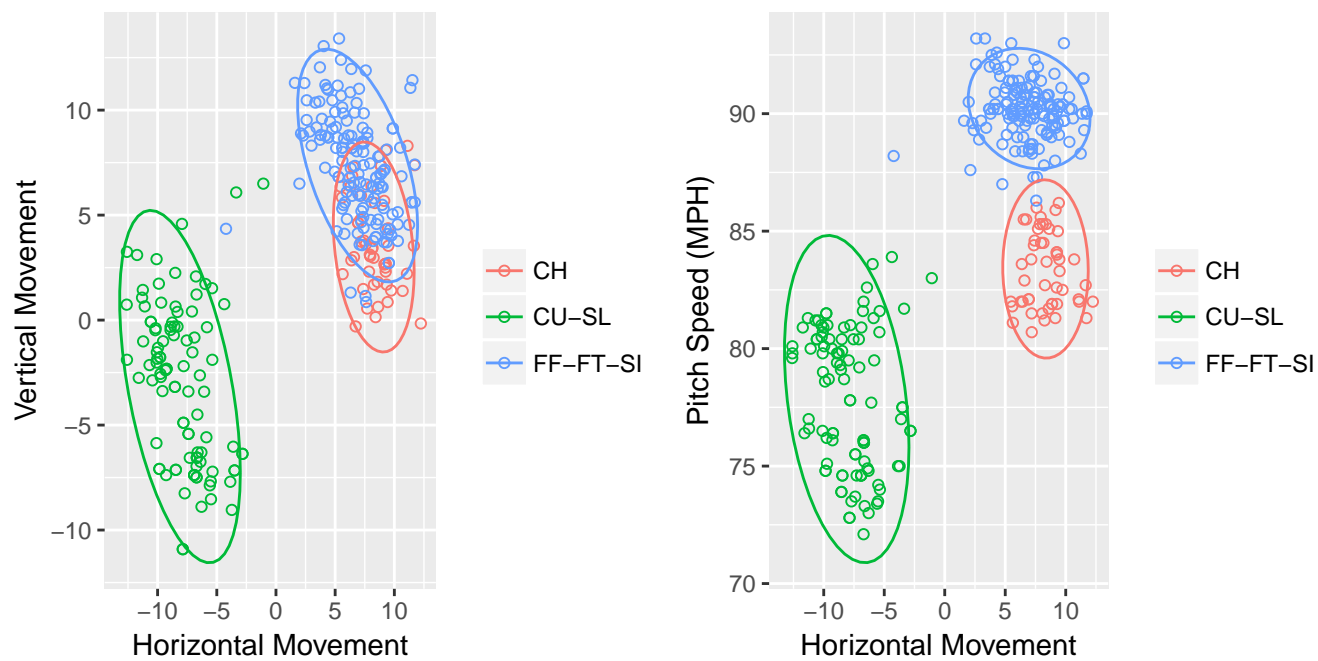 Vertical Movement
10
5
0
−5
−10
−10 −5 0 5 10
Horizontal Movement
CH
CU−SL
FF−FT−SI
Pitch Speed (MPH)
90
85
80
75
70
−10 −5 0 5 10
Horizontal Movement
CH
CU−SL
FF−FT−SI